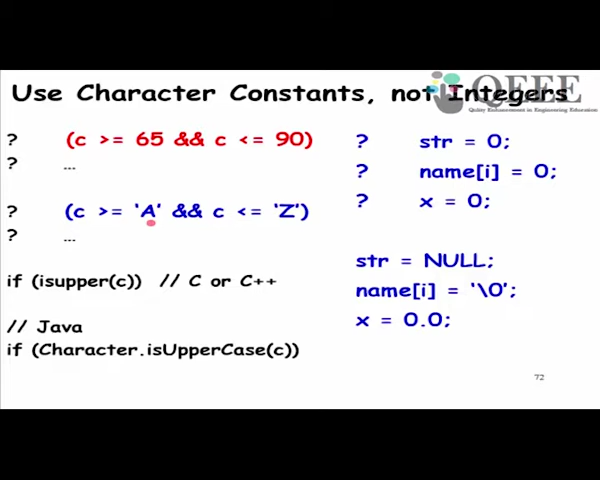 QEEE
Quality Enhancement in Engineering Education
Use Character Constants, not Integers
? (c >= 65 && c <= 90)
? ...
? (c >= ‘A’ && c <= ‘Z’)
? ...
if (isupper(c)) // C or C++
// Java
if (Character.isUpperCase(c))
? str = 0;
? name[i] = 0;
? x = 0;
str = NULL;
name[i] = ‘\0’;
x = 0.0;
72